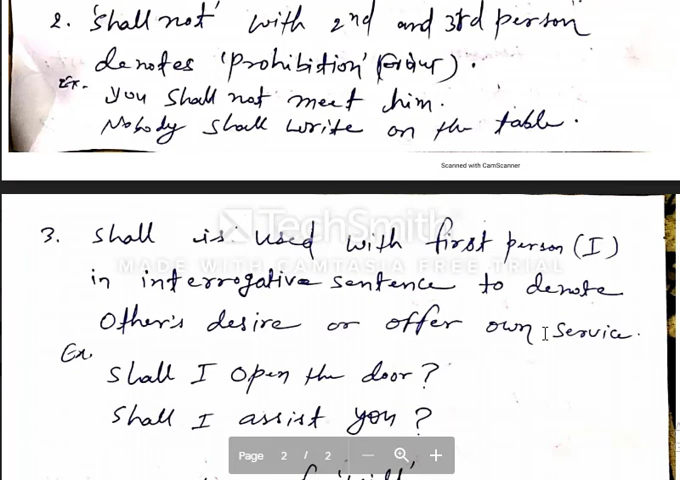 2. 'Shall not' with 2nd and 3rd person
denotes 'Prohibition' ( ).
Ex. You shall not meet him.
Nobody shall write on the table.
Scanned with CamScanner
TechSmith
MADE WITH CAMTASIA FREE TRIAL
3. Shall is used with first person (I)
in interrogative sentence to denote
Other's desire or offer own service.
Ex.
Shall I open the door?
Shall I assist you?
Page 2 / 2 — +